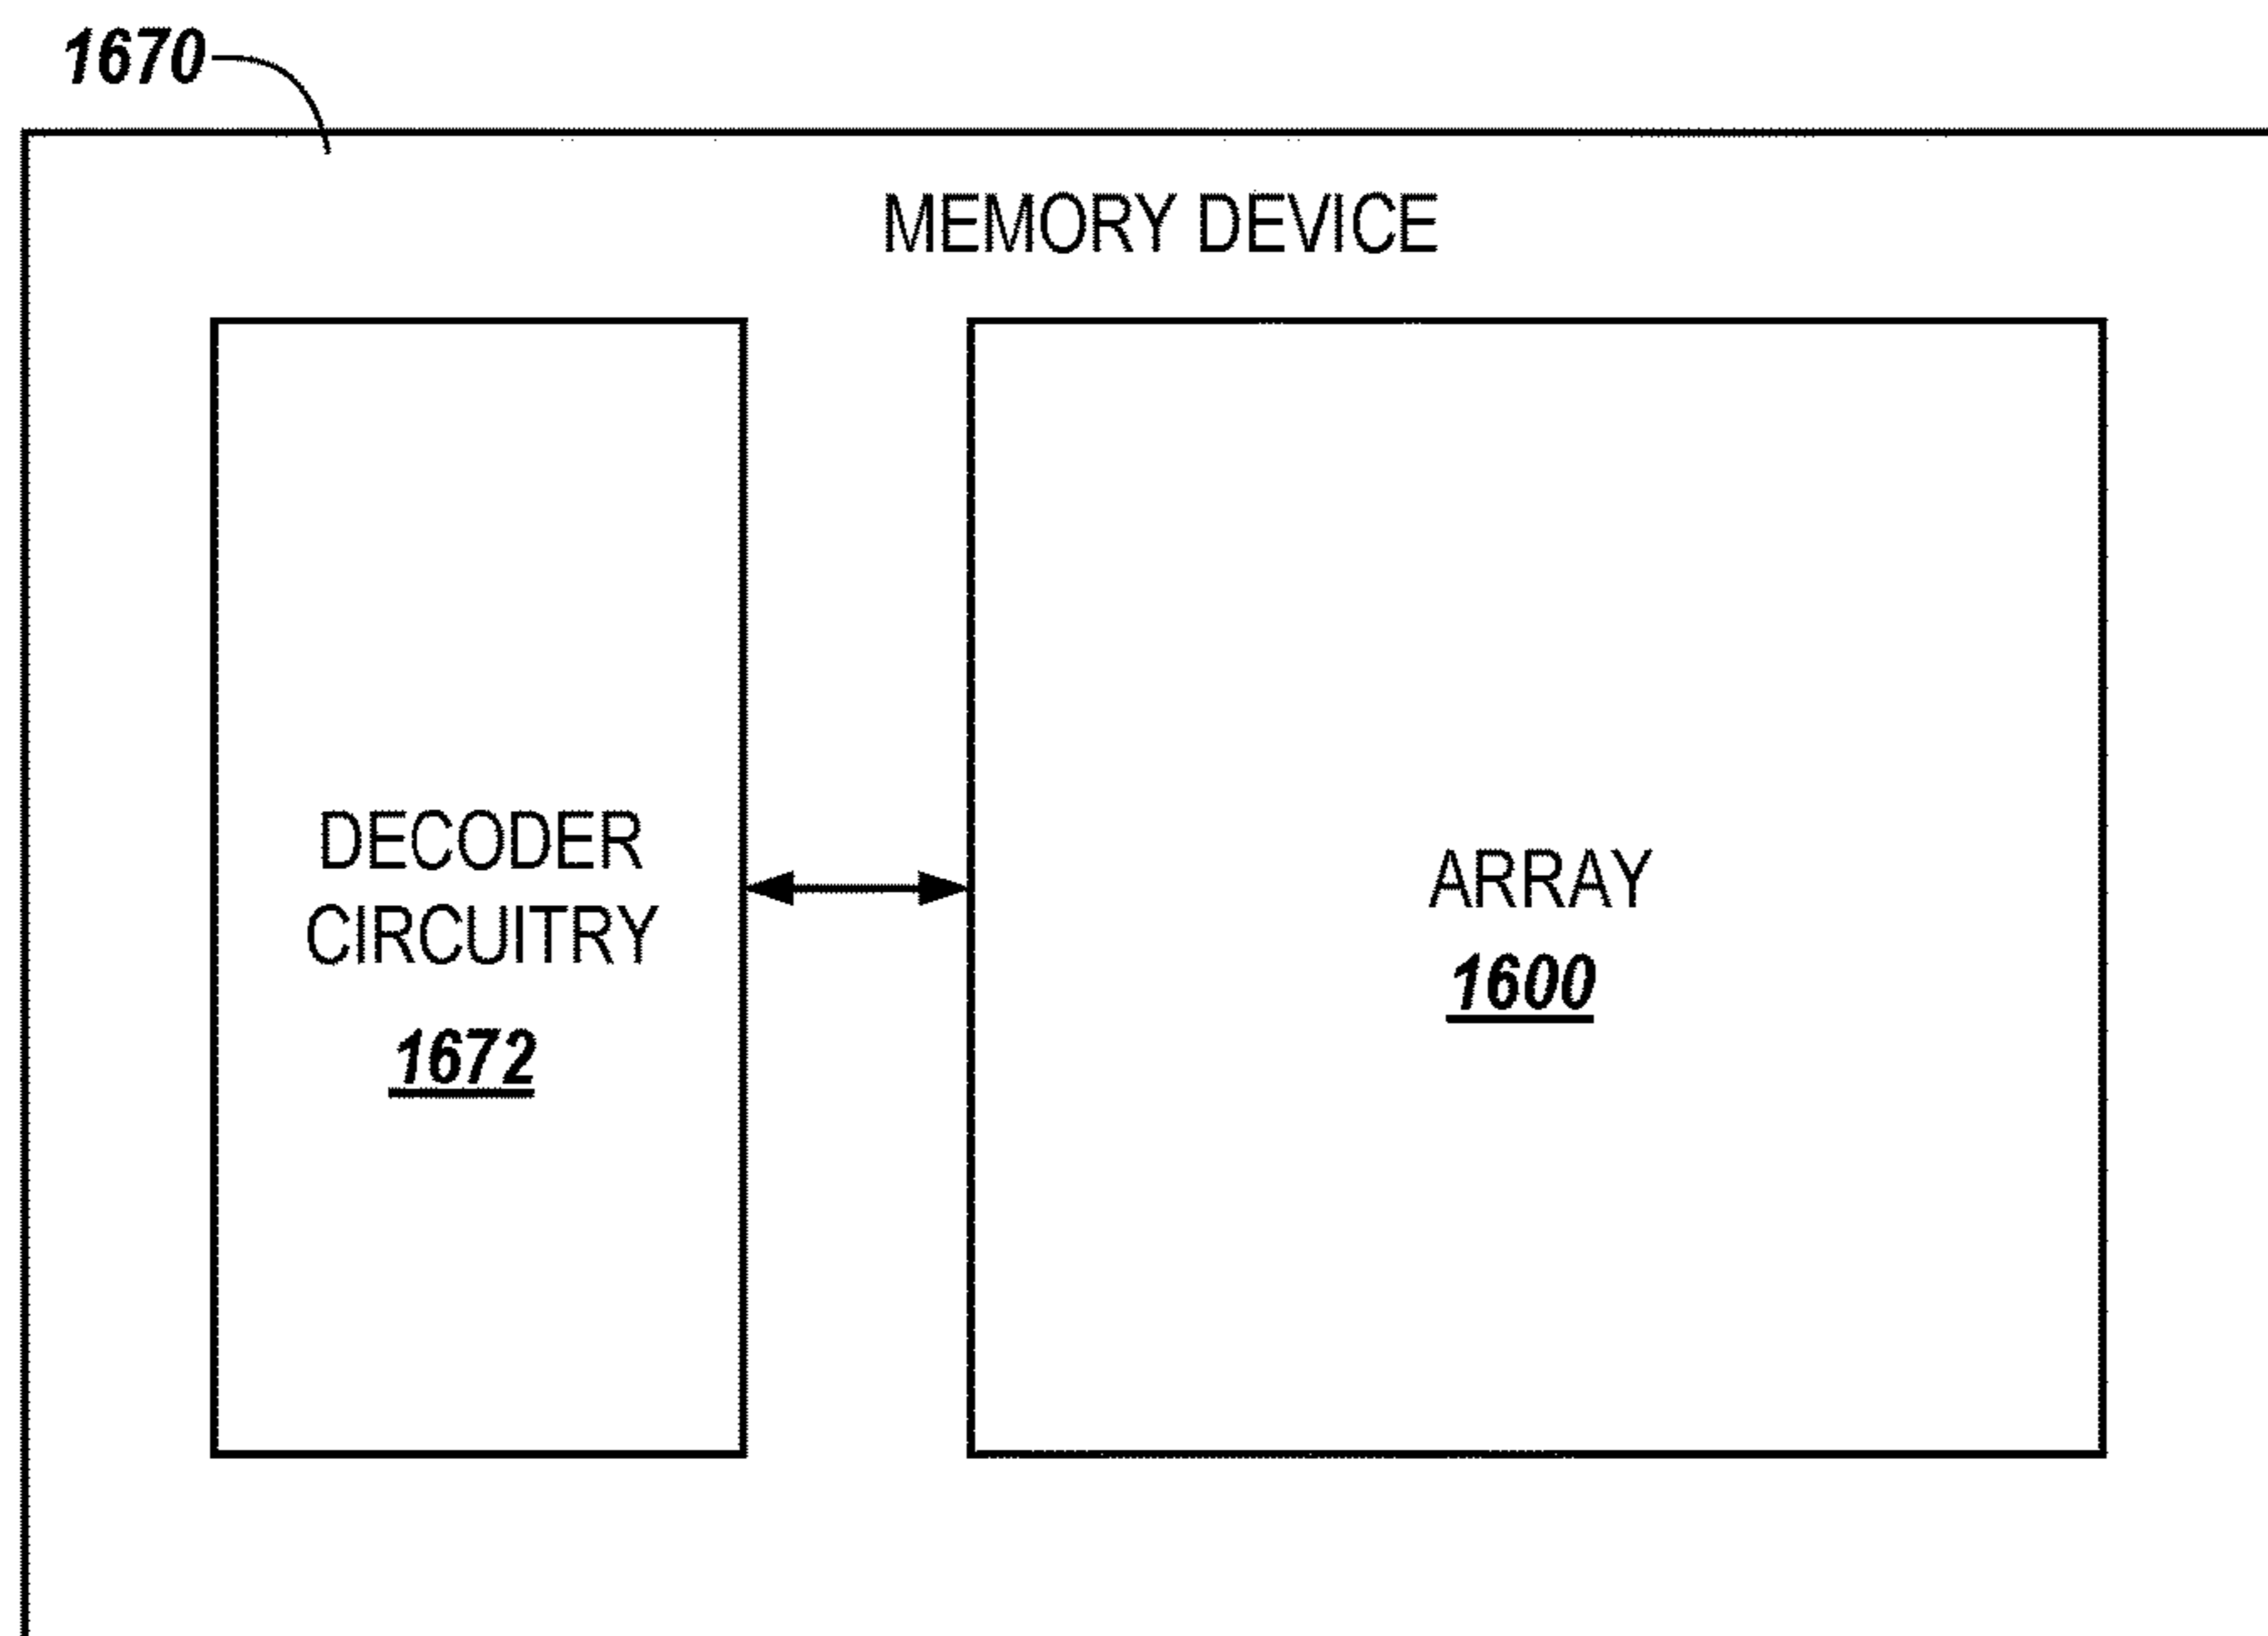 1670
MEMORY DEVICE
DECODER
CIRCUITRY
1672
ARRAY
1600